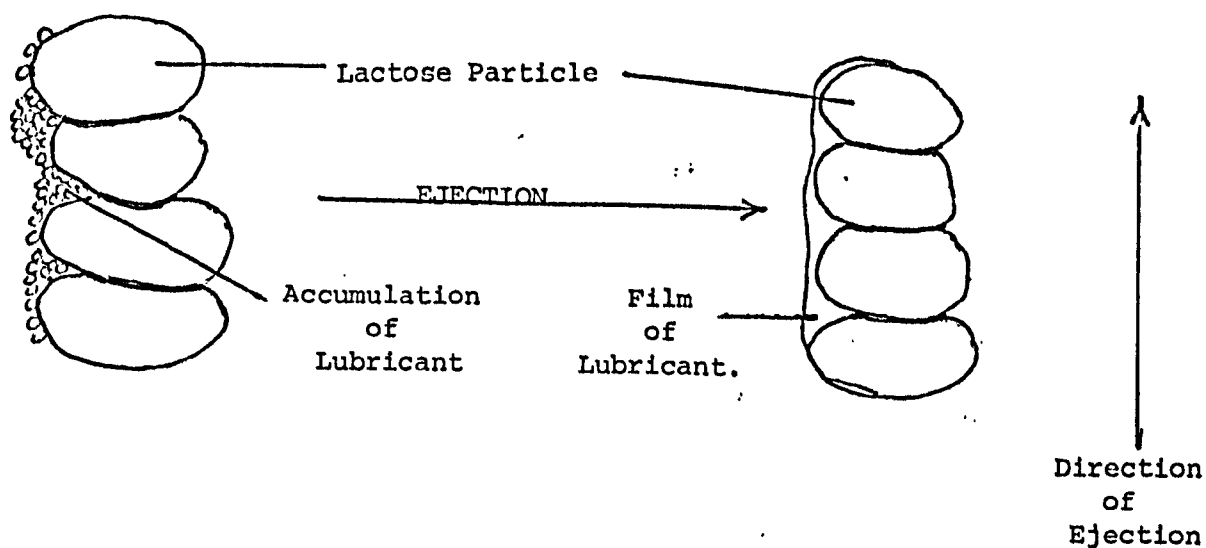 Lactose Particle
EJECTION
Accumulation
of
Lubricant
Film
of
Lubricant.
Direction
of
Ejection